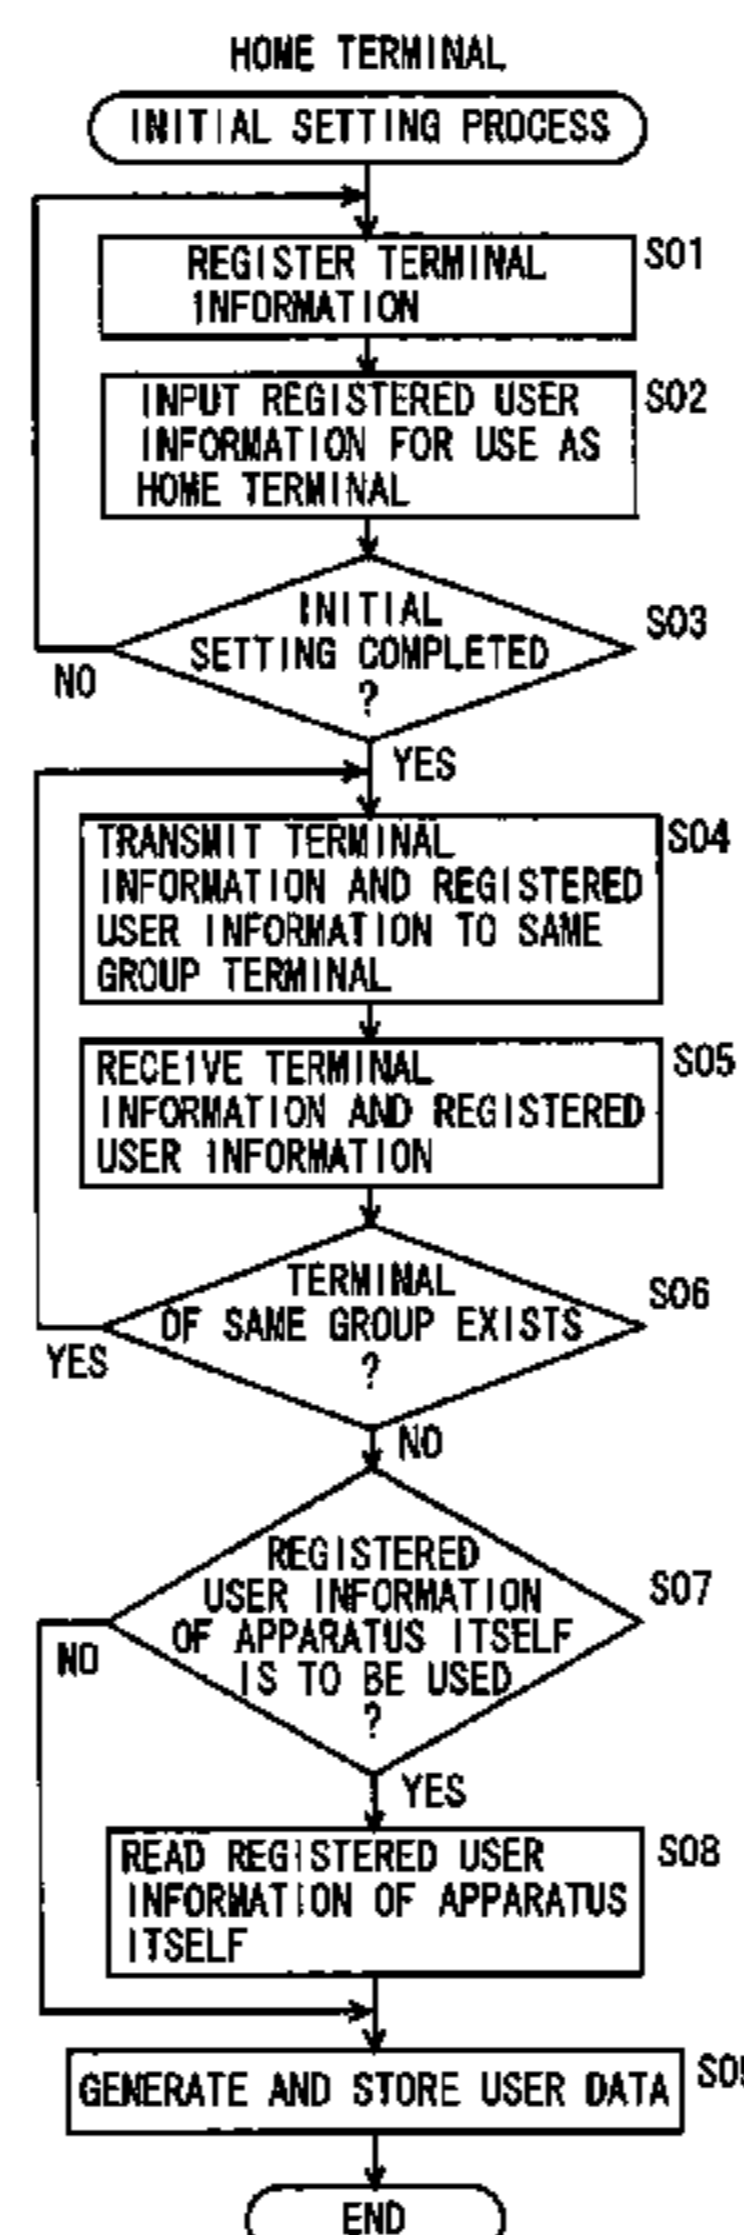 HOME TERMINAL
INITIAL SETTING PROCESS
REGISTER TERMINAL
INFORMATION
S01
INPUT REGISTERED USER
INFORMATION FOR USE AS
HOME TERMINAL
S02
INITIAL
SETTING COMPLETED
?
S03
NO
YES
TRANSMIT TERMINAL
INFORMATION AND REGISTERED
USER INFORMATION TO SAME
GROUP TERMINAL
S04
RECEIVE TERMINAL
INFORMATION AND REGISTERED
USER INFORMATION
S05
TERMINAL
OF SAME GROUP EXISTS
?
S06
YES
NO
REGISTERED
USER INFORMATION
OF APPARATUS ITSELF
IS TO BE USED
?
S07
NO
YES
READ REGISTERED USER
INFORMATION OF APPARATUS
ITSELF
S08
GENERATE AND STORE USER DATA
END